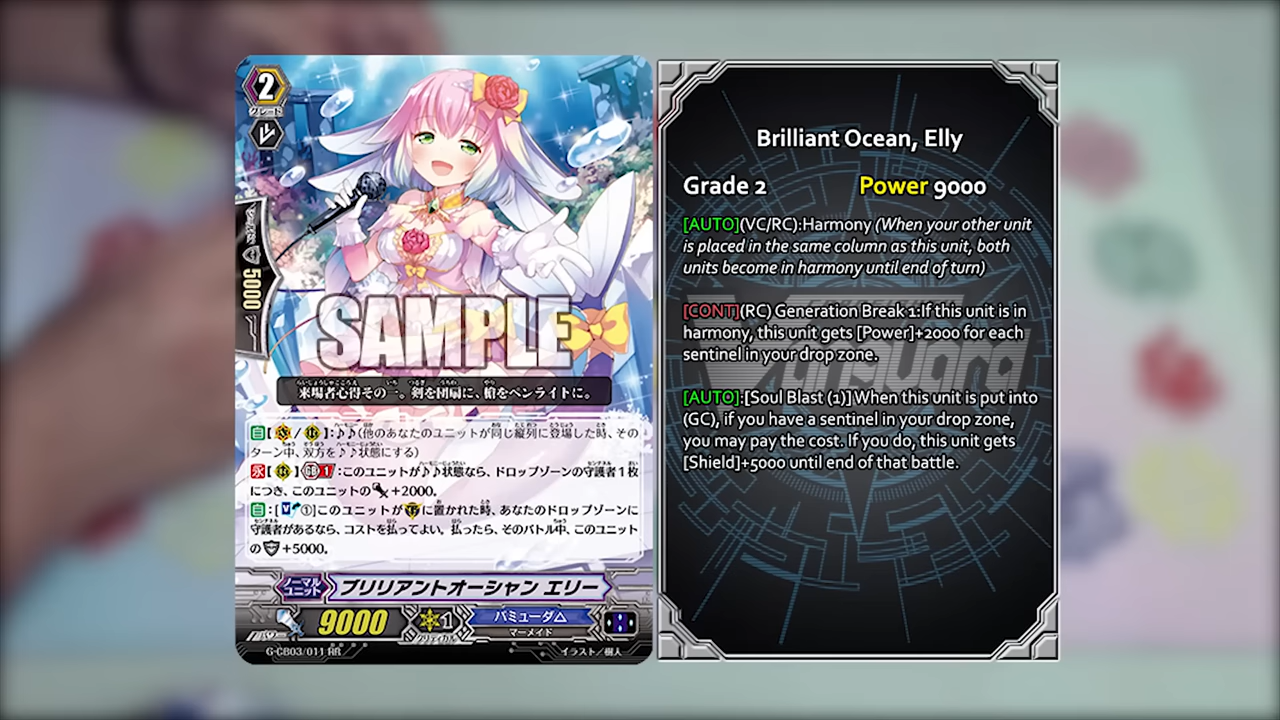 2
グレード
5000
SAMPLE
来場者心得その一。剣を団扇に、槍をペンライトに。
自【 / 】:♪♪(他のあなたのユニットが同じ縦列に登場した時、その
ターン中、双方を♪♪状態にする)
永【 】 1 :このユニットが♪♪状態なら、ドロップゾーンの守護者1枚
につき、このユニットの +2000。
自:[ ①]このユニットが に置かれた時、あなたのドロップゾーンに
守護者があるなら、コストを払ってよい。払ったら、そのバトル中、このユニット
の +5000。
ノーマル
ユニット
ブリリアントオーシャン エリー
9000
1
クリティカル
バミューダ△
マーメイド
G-CB03/011 RR
イラスト/樹人
Brilliant Ocean, Elly
Grade 2 Power 9000
[AUTO](VC/RC):Harmony (When your other unit
is placed in the same column as this unit, both
units become in harmony until end of turn)
[CONT](RC) Generation Break 1:If this unit is in
harmony, this unit gets [Power]+2000 for each
sentinel in your drop zone.
[AUTO]:[Soul Blast (1)] When this unit is put into
(GC), if you have a sentinel in your drop zone,
you may pay the cost. If you do, this unit gets
[Shield]+5000 until end of that battle.
Vanguard